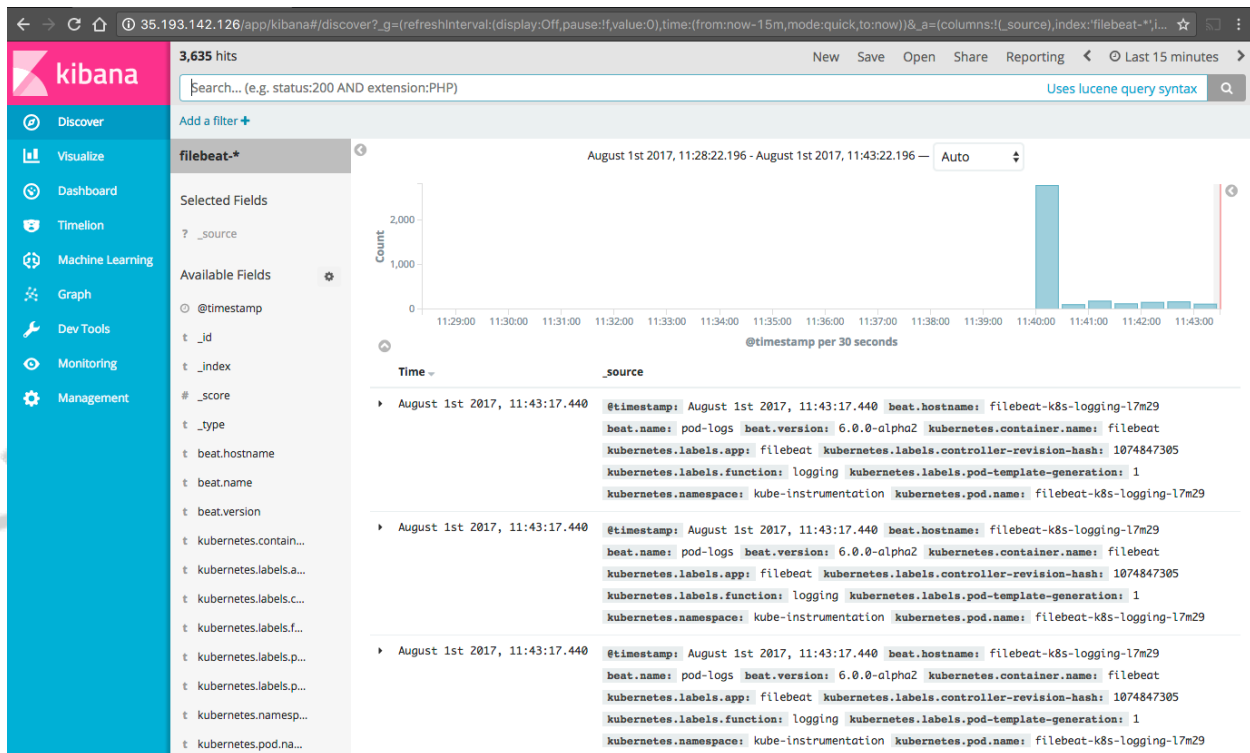 35.193.142.126/app/kibana#/discover?_g=(refreshInterval:(display:Off,pause:!f,value:0),time:(from:now-15m,mode:quick,to:now))&_a=(columns:!(_source),index:'filebeat-*',i...
kibana
Discover
Visualize
Dashboard
Timelion
Machine Learning
Graph
Dev Tools
Monitoring
Management
3,635 hits
New Save Open Share Reporting Last 15 minutes
Search... (e.g. status:200 AND extension:PHP) Uses lucene query syntax
Add a filter +
filebeat-*
Selected Fields
? _source
Available Fields
@timestamp
t _id
t _index
# _score
t _type
t beat.hostname
t beat.name
t beat.version
t kubernetes.contain...
t kubernetes.labels.a...
t kubernetes.labels.c...
t kubernetes.labels.f...
t kubernetes.labels.p...
t kubernetes.labels.p...
t kubernetes.namesp...
t kubernetes.pod.na...
August 1st 2017, 11:28:22.196 - August 1st 2017, 11:43:22.196 — Auto
Count
2,000
1,000
0
11:29:00 11:30:00 11:31:00 11:32:00 11:33:00 11:34:00 11:35:00 11:36:00 11:37:00 11:38:00 11:39:00 11:40:00 11:41:00 11:42:00 11:43:00
@timestamp per 30 seconds
Time _source
August 1st 2017, 11:43:17.440 @timestamp: August 1st 2017, 11:43:17.440 beat.hostname: filebeat-k8s-logging-l7m29
beat.name: pod-logs beat.version: 6.0.0-alpha2 kubernetes.container.name: filebeat
kubernetes.labels.app: filebeat kubernetes.labels.controller-revision-hash: 1074847305
kubernetes.labels.function: logging kubernetes.labels.pod-template-generation: 1
kubernetes.namespace: kube-instrumentation kubernetes.pod.name: filebeat-k8s-logging-l7m29
August 1st 2017, 11:43:17.440 @timestamp: August 1st 2017, 11:43:17.440 beat.hostname: filebeat-k8s-logging-l7m29
beat.name: pod-logs beat.version: 6.0.0-alpha2 kubernetes.container.name: filebeat
kubernetes.labels.app: filebeat kubernetes.labels.controller-revision-hash: 1074847305
kubernetes.labels.function: logging kubernetes.labels.pod-template-generation: 1
kubernetes.namespace: kube-instrumentation kubernetes.pod.name: filebeat-k8s-logging-l7m29
August 1st 2017, 11:43:17.440 @timestamp: August 1st 2017, 11:43:17.440 beat.hostname: filebeat-k8s-logging-l7m29
beat.name: pod-logs beat.version: 6.0.0-alpha2 kubernetes.container.name: filebeat
kubernetes.labels.app: filebeat kubernetes.labels.controller-revision-hash: 1074847305
kubernetes.labels.function: logging kubernetes.labels.pod-template-generation: 1
kubernetes.namespace: kube-instrumentation kubernetes.pod.name: filebeat-k8s-logging-l7m29